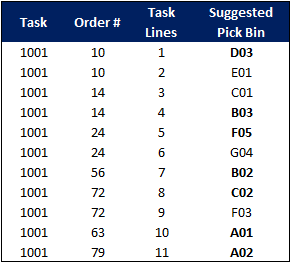 Task Order # Task Lines Suggested Pick Bin
1001 10 1 D03
1001 10 2 E01
1001 14 3 C01
1001 14 4 B03
1001 24 5 F05
1001 24 6 G04
1001 56 7 B02
1001 72 8 C02
1001 72 9 F03
1001 63 10 A01
1001 79 11 A02